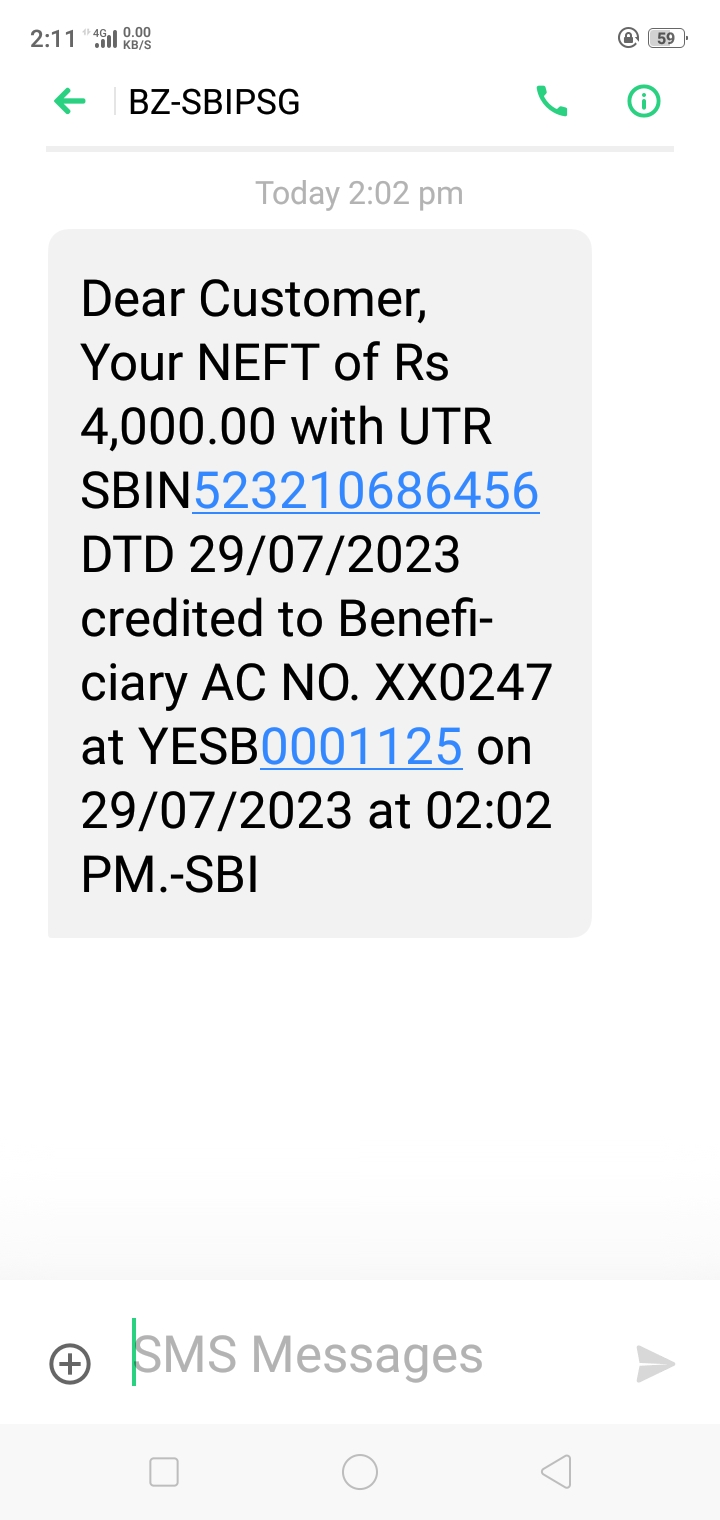 2:11 4G 0.00 KB/S 59
BZ-SBIPSG
Today 2:02 pm
Dear Customer,
Your NEFT of Rs
4,000.00 with UTR
SBIN523210686456
DTD 29/07/2023
credited to Benefi-
ciary AC NO. XX0247
at YESB0001125 on
29/07/2023 at 02:02
PM.-SBI
SMS Messages